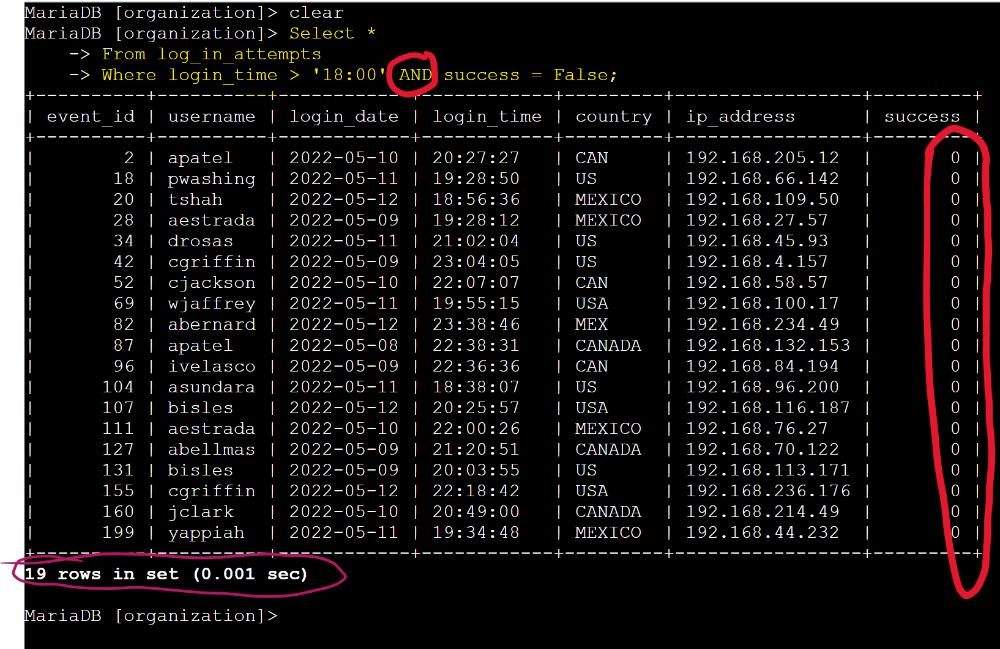 MariaDB [organization]> clear
MariaDB [organization]> Select *
    -> From log_in_attempts
    -> Where login_time > '18:00' AND success = False;
+----------+-----------+------------+------------+---------+-----------------+---------+
| event_id | username | login_date | login_time | country | ip_address | success |
+----------+-----------+------------+------------+---------+-----------------+---------+
| 2 | apatel | 2022-05-10 | 20:27:27 | CAN | 192.168.205.12 | 0 |
| 18 | pwashing | 2022-05-11 | 19:28:50 | US | 192.168.66.142 | 0 |
| 20 | tshah | 2022-05-12 | 18:56:36 | MEXICO | 192.168.109.50 | 0 |
| 28 | aestrada | 2022-05-09 | 19:28:12 | MEXICO | 192.168.27.57 | 0 |
| 34 | drosas | 2022-05-11 | 21:02:04 | US | 192.168.45.93 | 0 |
| 42 | cgriffin | 2022-05-09 | 23:04:05 | US | 192.168.4.157 | 0 |
| 52 | cjackson | 2022-05-10 | 22:07:07 | CAN | 192.168.58.57 | 0 |
| 69 | wjaffrey | 2022-05-11 | 19:55:15 | USA | 192.168.100.17 | 0 |
| 82 | abernard | 2022-05-12 | 23:38:46 | MEX | 192.168.234.49 | 0 |
| 87 | apatel | 2022-05-08 | 22:38:31 | CANADA | 192.168.132.153 | 0 |
| 96 | ivelasco | 2022-05-09 | 22:36:36 | CAN | 192.168.84.194 | 0 |
| 104 | asundara | 2022-05-11 | 18:38:07 | US | 192.168.96.200 | 0 |
| 107 | bisles | 2022-05-12 | 20:25:57 | USA | 192.168.116.187 | 0 |
| 111 | aestrada | 2022-05-10 | 22:00:26 | MEXICO | 192.168.76.27 | 0 |
| 127 | abellmas | 2022-05-09 | 21:20:51 | CANADA | 192.168.70.122 | 0 |
| 131 | bisles | 2022-05-09 | 20:03:55 | US | 192.168.113.171 | 0 |
| 155 | cgriffin | 2022-05-12 | 22:18:42 | USA | 192.168.236.176 | 0 |
| 160 | jclark | 2022-05-10 | 20:49:00 | CANADA | 192.168.214.49 | 0 |
| 199 | yappiah | 2022-05-11 | 19:34:48 | MEXICO | 192.168.44.232 | 0 |
+----------+-----------+------------+------------+---------+-----------------+---------+
19 rows in set (0.001 sec)
MariaDB [organization]>